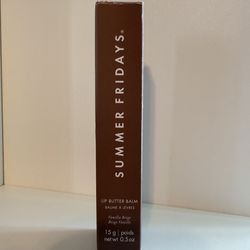 SUMMER FRIDAYS®
LIP BUTTER BALM
BAUME À LÈVRES
Vanilla Beige
Beige Vanille
15 g | poids
net wt 0.5 oz